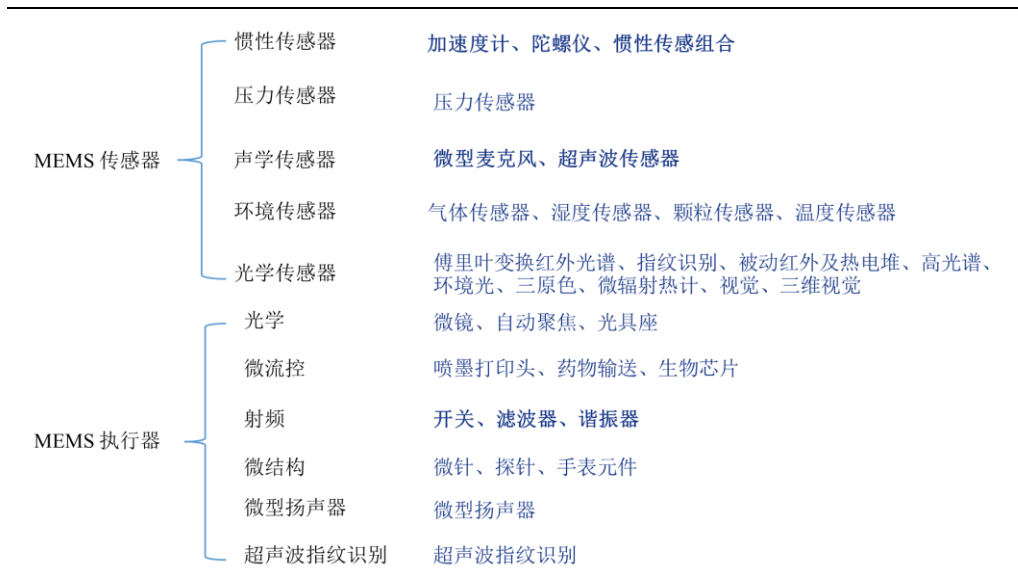 惯性传感器 加速度计、陀螺仪、惯性传感组合
压力传感器 压力传感器
MEMS 传感器 声学传感器 微型麦克风、超声波传感器
环境传感器 气体传感器、湿度传感器、颗粒传感器、温度传感器
光学传感器 傅里叶变换红外光谱、指纹识别、被动红外及热电堆、高光谱、
环境光、三原色、微辐射热计、视觉、三维视觉
光学 微镜、自动聚焦、光具座
微流控 喷墨打印头、药物输送、生物芯片
射频 开关、滤波器、谐振器
MEMS 执行器
微结构 微针、探针、手表元件
微型扬声器 微型扬声器
超声波指纹识别 超声波指纹识别